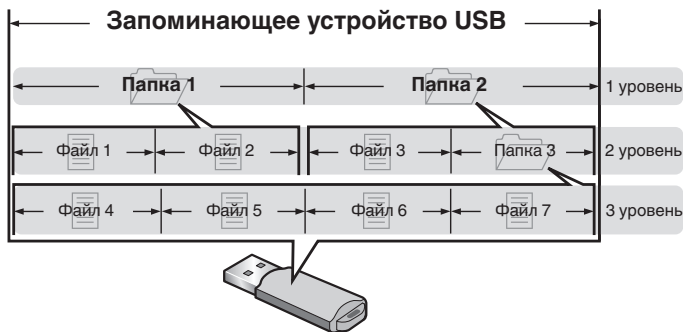 Запоминающее устройство USB
Папка 1 Папка 2 1 уровень
Файл 1 Файл 2 Файл 3 Папка 3 2 уровень
Файл 4 Файл 5 Файл 6 Файл 7 3 уровень